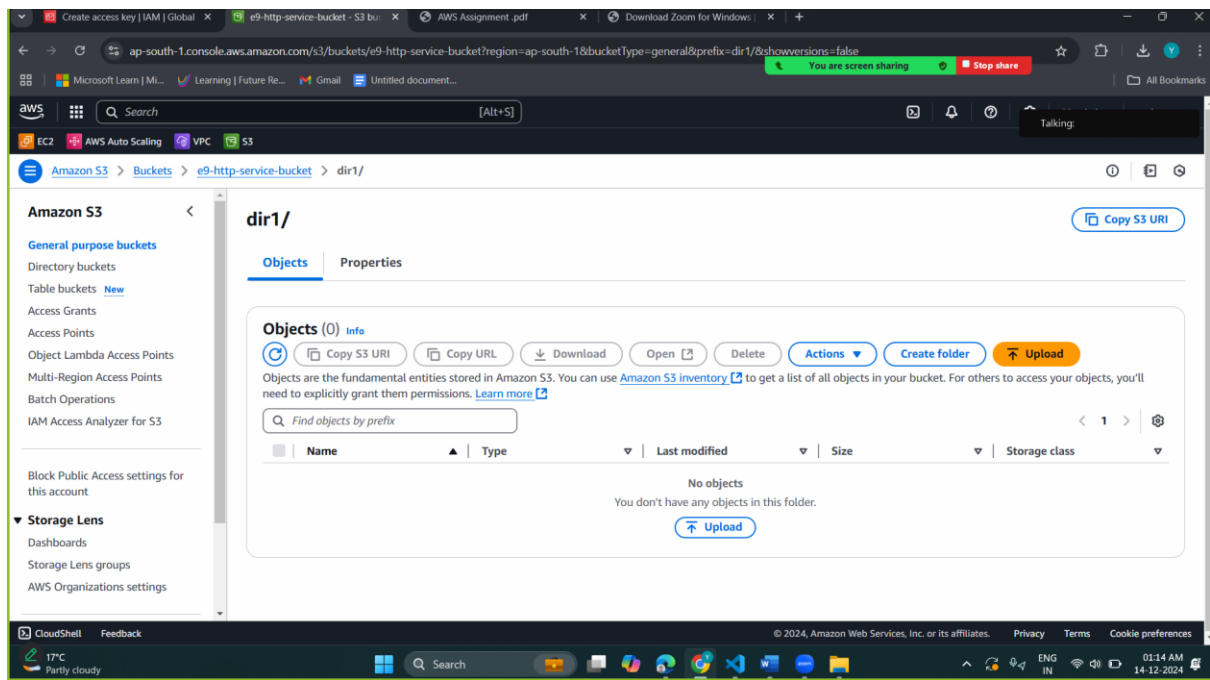 Create access key | IAM | Global
e9-http-service-bucket - S3 bu
AWS Assignment .pdf
Download Zoom for Windows |
ap-south-1.console.aws.amazon.com/s3/buckets/e9-http-service-bucket?region=ap-south-1&bucketType=general&prefix=dir1/&showversions=false
You are screen sharing
Stop share
Microsoft Learn | Mi...
Learning | Future Re...
Gmail
Untitled document...
All Bookmarks
aws
Search
[Alt+S]
Talking:
EC2
AWS Auto Scaling
VPC
S3
Amazon S3 > Buckets > e9-http-service-bucket > dir1/
Amazon S3
General purpose buckets
Directory buckets
Table buckets New
Access Grants
Access Points
Object Lambda Access Points
Multi-Region Access Points
Batch Operations
IAM Access Analyzer for S3
Block Public Access settings for
this account
Storage Lens
Dashboards
Storage Lens groups
AWS Organizations settings
dir1/
Copy S3 URI
Objects
Properties
Objects (0) Info
Copy S3 URI
Copy URL
Download
Open
Delete
Actions
Create folder
Upload
Objects are the fundamental entities stored in Amazon S3. You can use Amazon S3 inventory to get a list of all objects in your bucket. For others to access your objects, you'll
need to explicitly grant them permissions. Learn more
Find objects by prefix
1
Name
Type
Last modified
Size
Storage class
No objects
You don't have any objects in this folder.
Upload
CloudShell
Feedback
© 2024, Amazon Web Services, Inc. or its affiliates.
Privacy
Terms
Cookie preferences
17°C
Partly cloudy
Search
ENG
IN
01:14 AM
14-12-2024